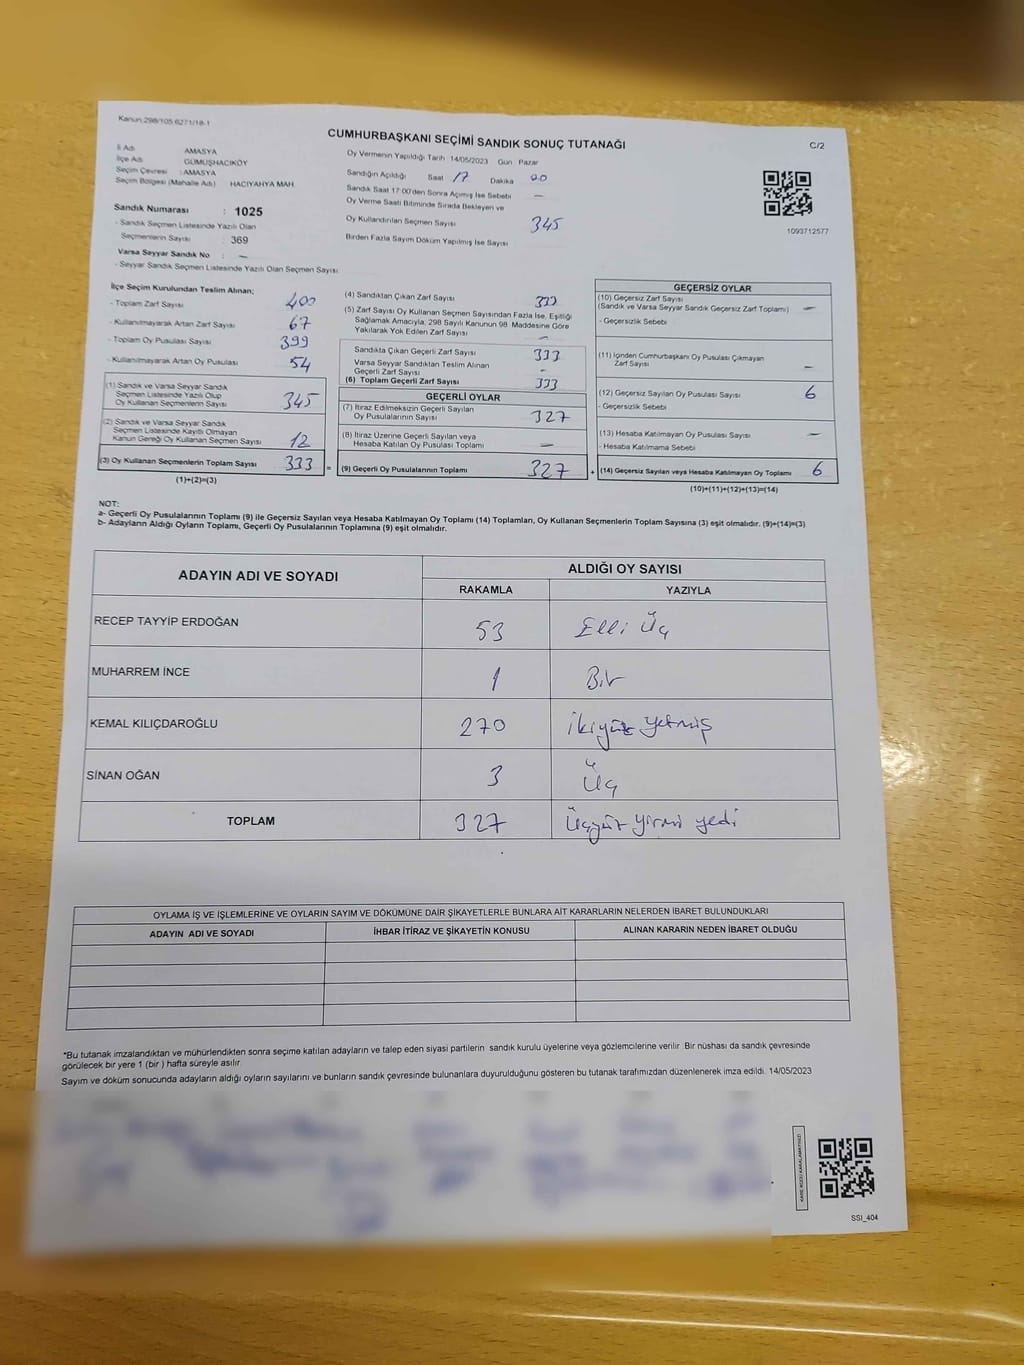 Kanun:298/105 6271/18-1
CUMHURBAŞKANI SEÇİMİ SANDIK SONUÇ TUTANAĞI
C/2
İl Adı AMASYA
İlçe Adı GÜMÜŞHACIKÖY
Seçim Çevresi : AMASYA
Seçim Bölgesi (Mahalle Adı) HACIYAHYA MAH.
Sandık Numarası : 1025
- Sandık Seçmen Listesinde Yazılı Olan
Seçmenlerin Sayısı : 369
Varsa Seyyar Sandık No : –
- Seyyar Sandık Seçmen Listesinde Yazılı Olan Seçmen Sayısı:
Oy Vermenin Yapıldığı Tarih : 14/05/2023 Gün : Pazar
Sandığın Açıldığı Saat 17 Dakika 00
Sandık Saat 17:00'den Sonra Açılmış İse Sebebi –
Oy Verme Saati Bitiminde Sırada Bekleyen ve
Oy Kullandırılan Seçmen Sayısı 345
Birden Fazla Sayım Döküm Yapılmış İse Sayısı
1093712577
İlçe Seçim Kurulundan Teslim Alınan;
- Toplam Zarf Sayısı 400
- Kullanılmayarak Artan Zarf Sayısı 67
- Toplam Oy Pusulası Sayısı 399
- Kullanılmayarak Artan Oy Pusulası 54
(1) Sandık ve Varsa Seyyar Sandık
Seçmen Listesinde Yazılı Olup
Oy Kullanan Seçmenlerin Sayısı 345
(2) Sandık ve Varsa Seyyar Sandık
Seçmen Listesinde Kayıtlı Olmayan
Kanun Gereği Oy Kullanan Seçmen Sayısı 12
(3) Oy Kullanan Seçmenlerin Toplam Sayısı 333 =
(1)+(2)=(3)
(4) Sandıktan Çıkan Zarf Sayısı 333
(5) Zarf Sayısı Oy Kullanan Seçmen Sayısından Fazla İse, Eşitliği
Sağlamak Amacıyla, 298 Sayılı Kanunun 98. Maddesine Göre
Yakılarak Yok Edilen Zarf Sayısı –
Sandıkta Çıkan Geçerli Zarf Sayısı 333
Varsa Seyyar Sandıktan Teslim Alınan
Geçerli Zarf Sayısı -
(6) Toplam Geçerli Zarf Sayısı 333
GEÇERLİ OYLAR
(7) İtiraz Edilmeksizin Geçerli Sayılan
Oy Pusulalarının Sayısı 327
(8) İtiraz Üzerine Geçerli Sayılan veya
Hesaba Katılan Oy Pusulası Toplamı –
(9) Geçerli Oy Pusulalarının Toplamı 327 +
GEÇERSİZ OYLAR
(10) Geçersiz Zarf Sayısı
(Sandık ve Varsa Seyyar Sandık Geçersiz Zarf Toplamı) –
- Geçersizlik Sebebi
(11) İçinden Cumhurbaşkanı Oy Pusulası Çıkmayan
Zarf Sayısı –
(12) Geçersiz Sayılan Oy Pusulası Sayısı 6
- Geçersizlik Sebebi
(13) Hesaba Katılmayan Oy Pusulası Sayısı –
- Hesaba Katılmama Sebebi
(14) Geçersiz Sayılan veya Hesaba Katılmayan Oy Toplamı 6
(10)+(11)+(12)+(13)=(14)
NOT:
a- Geçerli Oy Pusulalarının Toplamı (9) ile Geçersiz Sayılan veya Hesaba Katılmayan Oy Toplamı (14) Toplamları, Oy Kullanan Seçmenlerin Toplam Sayısına (3) eşit olmalıdır. (9)+(14)=(3)
b- Adayların Aldığı Oyların Toplamı, Geçerli Oy Pusulalarının Toplamına (9) eşit olmalıdır.
ADAYIN ADI VE SOYADI
ALDIĞI OY SAYISI
RAKAMLA YAZIYLA
RECEP TAYYİP ERDOĞAN 53 Elli Üç
MUHARREM İNCE 1 Bir
KEMAL KILIÇDAROĞLU 270 İkiyüz yetmiş
SİNAN OĞAN 3 Üç
TOPLAM 327 Üçyüz yirmi yedi
OYLAMA İŞ VE İŞLEMLERİNE VE OYLARIN SAYIM VE DÖKÜMÜNE DAİR ŞİKAYETLERLE BUNLARA AİT KARARLARIN NELERDEN İBARET BULUNDUKLARI
ADAYIN ADI VE SOYADI İHBAR İTİRAZ VE ŞİKAYETİN KONUSU ALINAN KARARIN NEDEN İBARET OLDUĞU
*Bu tutanak imzalandıktan ve mühürlendikten sonra seçime katılan adayların ve talep eden siyasi partilerin sandık kurulu üyelerine veya gözlemcilerine verilir. Bir nüshası da sandık çevresinde
görülecek bir yere 1 (bir) hafta süreyle asılır.
Sayım ve döküm sonucunda adayların aldığı oyların sayılarını ve bunların sandık çevresinde bulunanlara duyurulduğunu gösteren bu tutanak tarafımızdan düzenlenerek imza edildi. 14/05/2023
KARE KODU KARALAMAYINIZ!
SSI_404